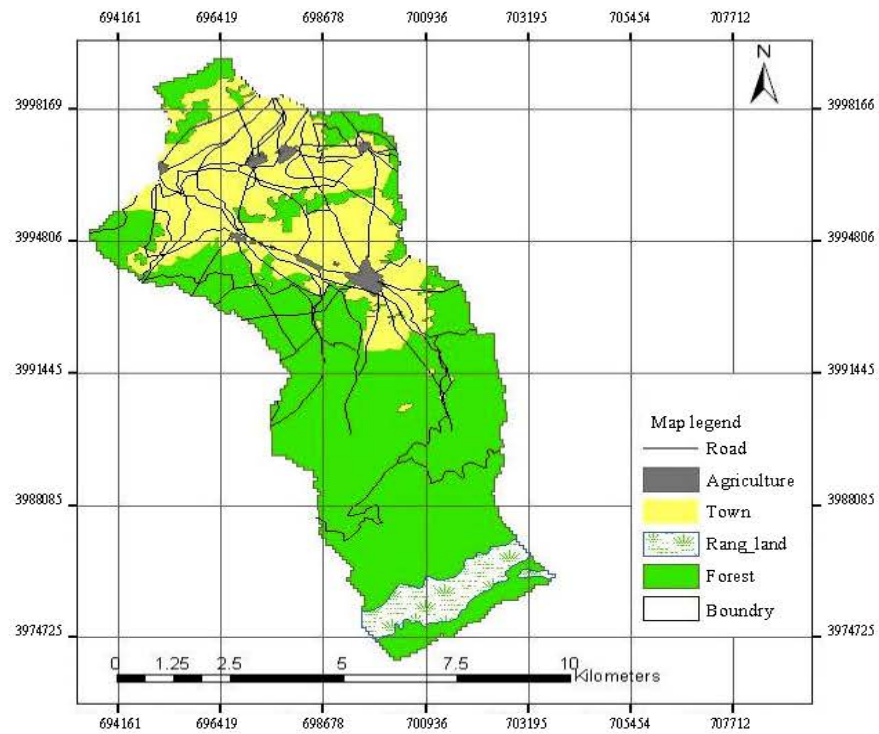 694161 696419 698678 700936 703195 705454 707712
N
3998169 3998166
3994806 3994806
3991445 3991445
Map legend
Road
Agriculture
3988085 3988085
Town
Rang_land
Forest
Boundry
3974725 3974725
0 1.25 2.5 5 7.5 10
Kilometers
694161 696419 698678 700936 703195 705454 707712